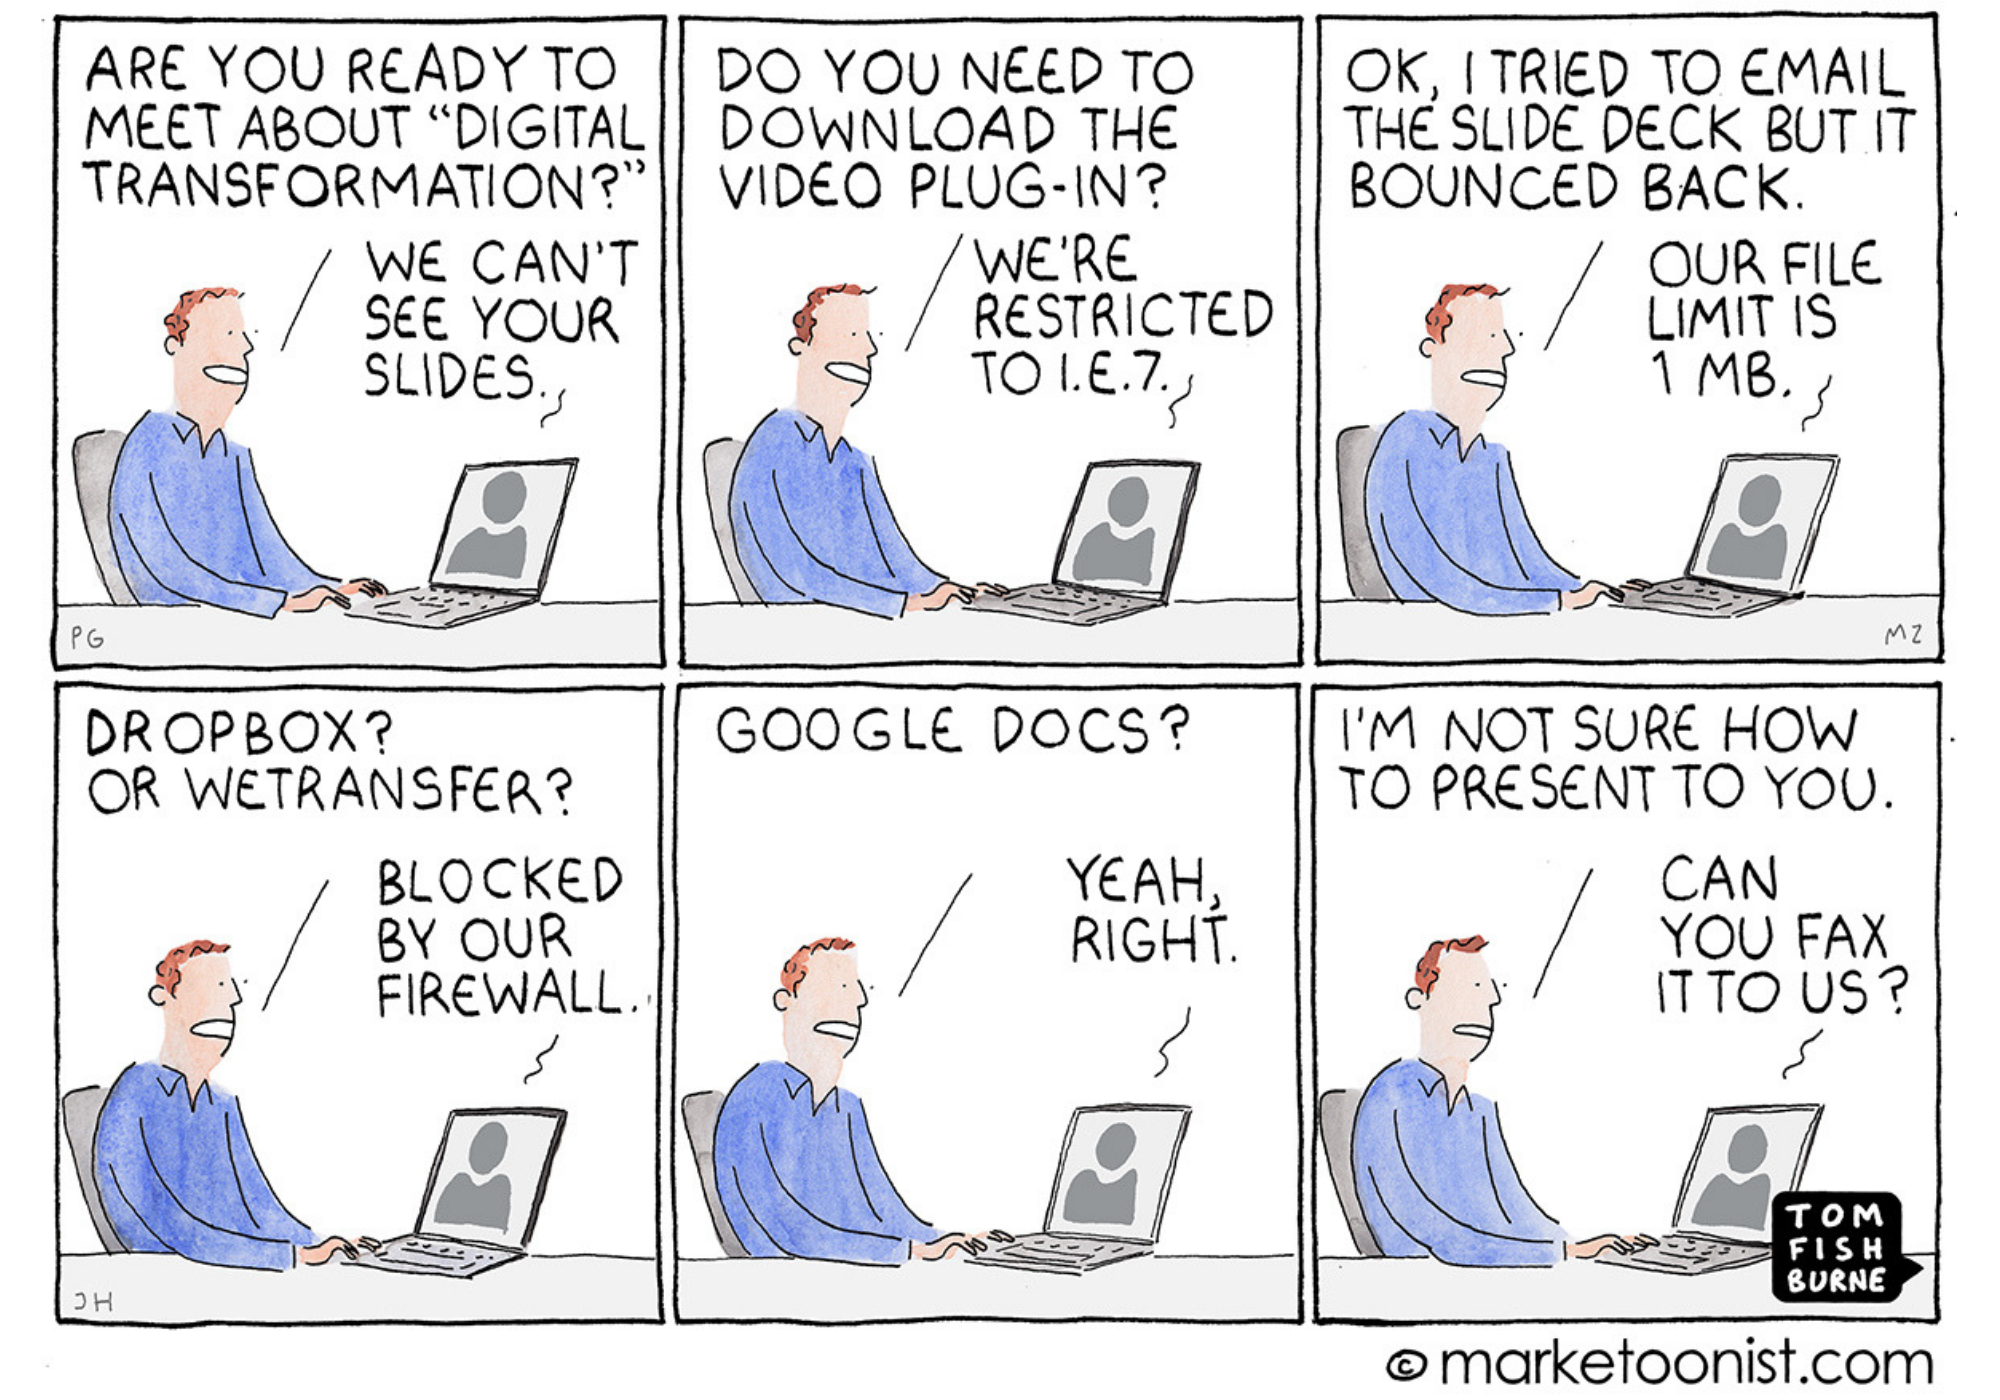 ARE YOU READY TO
MEET ABOUT “DIGITAL
TRANSFORMATION?”
WE CAN'T
SEE YOUR
SLIDES.
PG
DO YOU NEED TO
DOWNLOAD THE
VIDEO PLUG-IN?
WE'RE
RESTRICTED
TO I.E.7.
OK, I TRIED TO EMAIL
THE SLIDE DECK BUT IT
BOUNCED BACK.
OUR FILE
LIMIT IS
1 MB.
MZ
DROPBOX?
OR WETRANSFER?
BLOCKED
BY OUR
FIREWALL.
JH
GOOGLE DOCS?
YEAH,
RIGHT.
I'M NOT SURE HOW
TO PRESENT TO YOU.
CAN
YOU FAX
IT TO US?
TOM
FISH
BURNE
© marketoonist.com